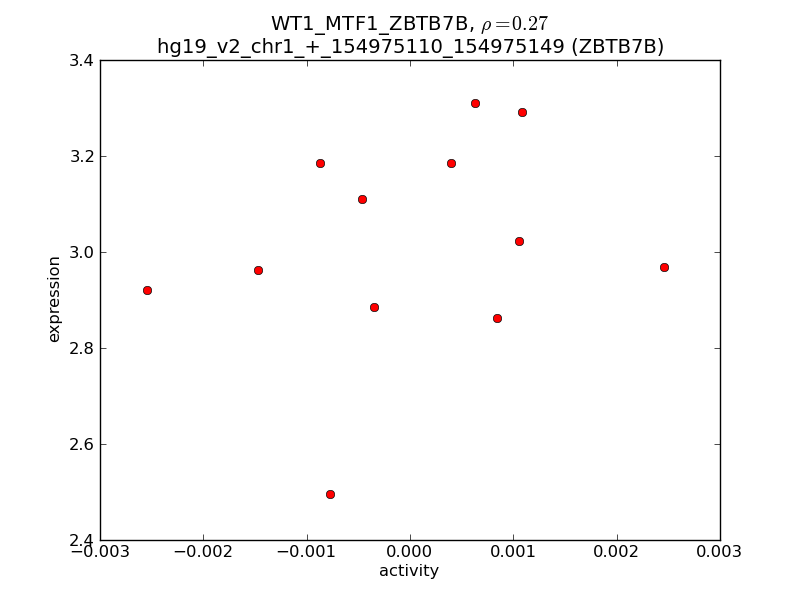 WT1_MTF1_ZBTB7B, ρ=0.27
hg19_v2_chr1_+_154975110_154975149 (ZBTB7B)
3.4
3.2
3.0
2.8
2.6
2.4
expression
−0.003 −0.002 −0.001 0.000 0.001 0.002 0.003
activity